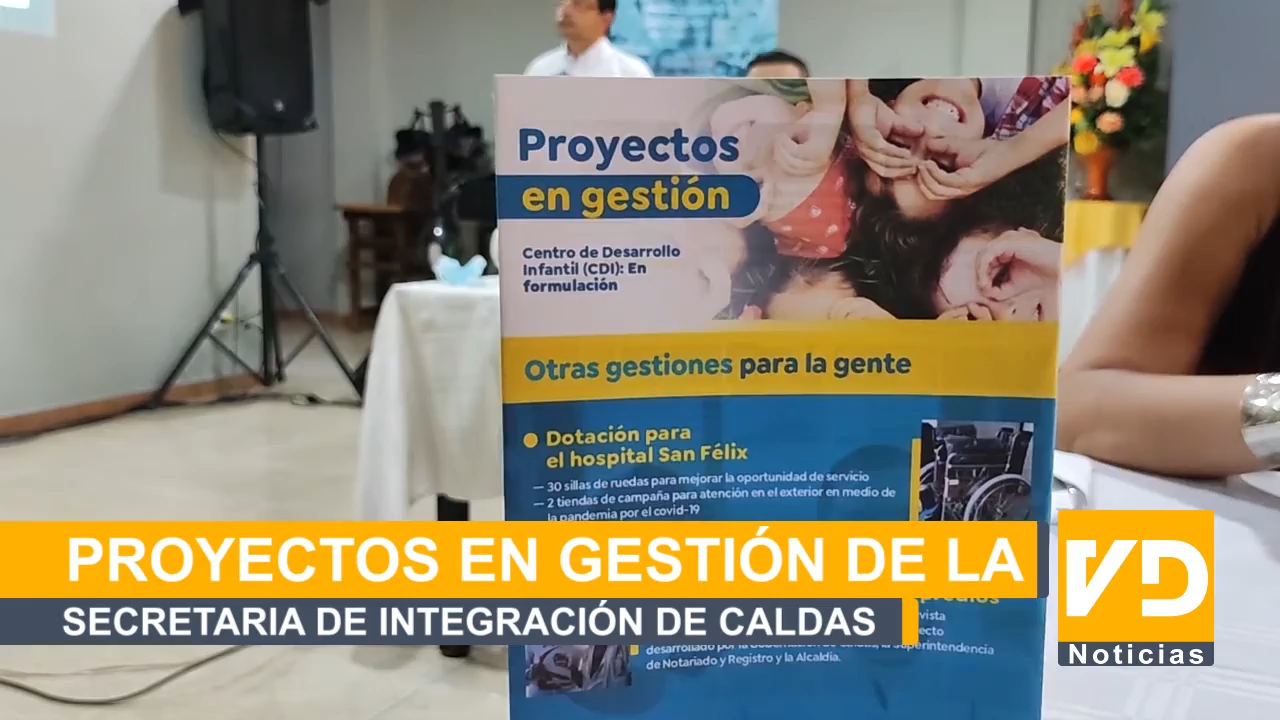 Proyectos
en gestión
Centro de Desarrollo
Infantil (CDI): En
formulación
Otras gestiones para la gente
Dotación para
el hospital San Félix
— 30 sillas de ruedas para mejorar la oportunidad de servicio
— 2 tiendas de campaña para atención en el exterior en medio de
la pandemia por el covid-19
PROYECTOS EN GESTIÓN DE LA
SECRETARIA DE INTEGRACIÓN DE CALDAS
VD
Noticias
desarrollado por la
la Superintendencia
de Notariado y Registro y la Alcaldía.